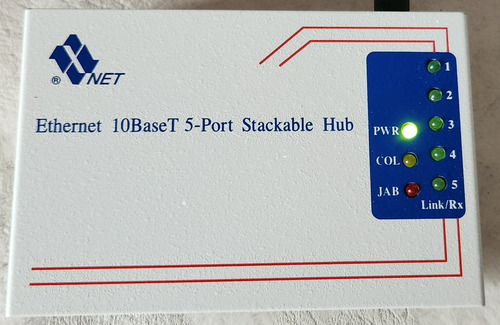 ® NET
Ethernet 10BaseT 5-Port Stackable Hub
1
2
PWR 3
COL 4
JAB 5
Link/Rx